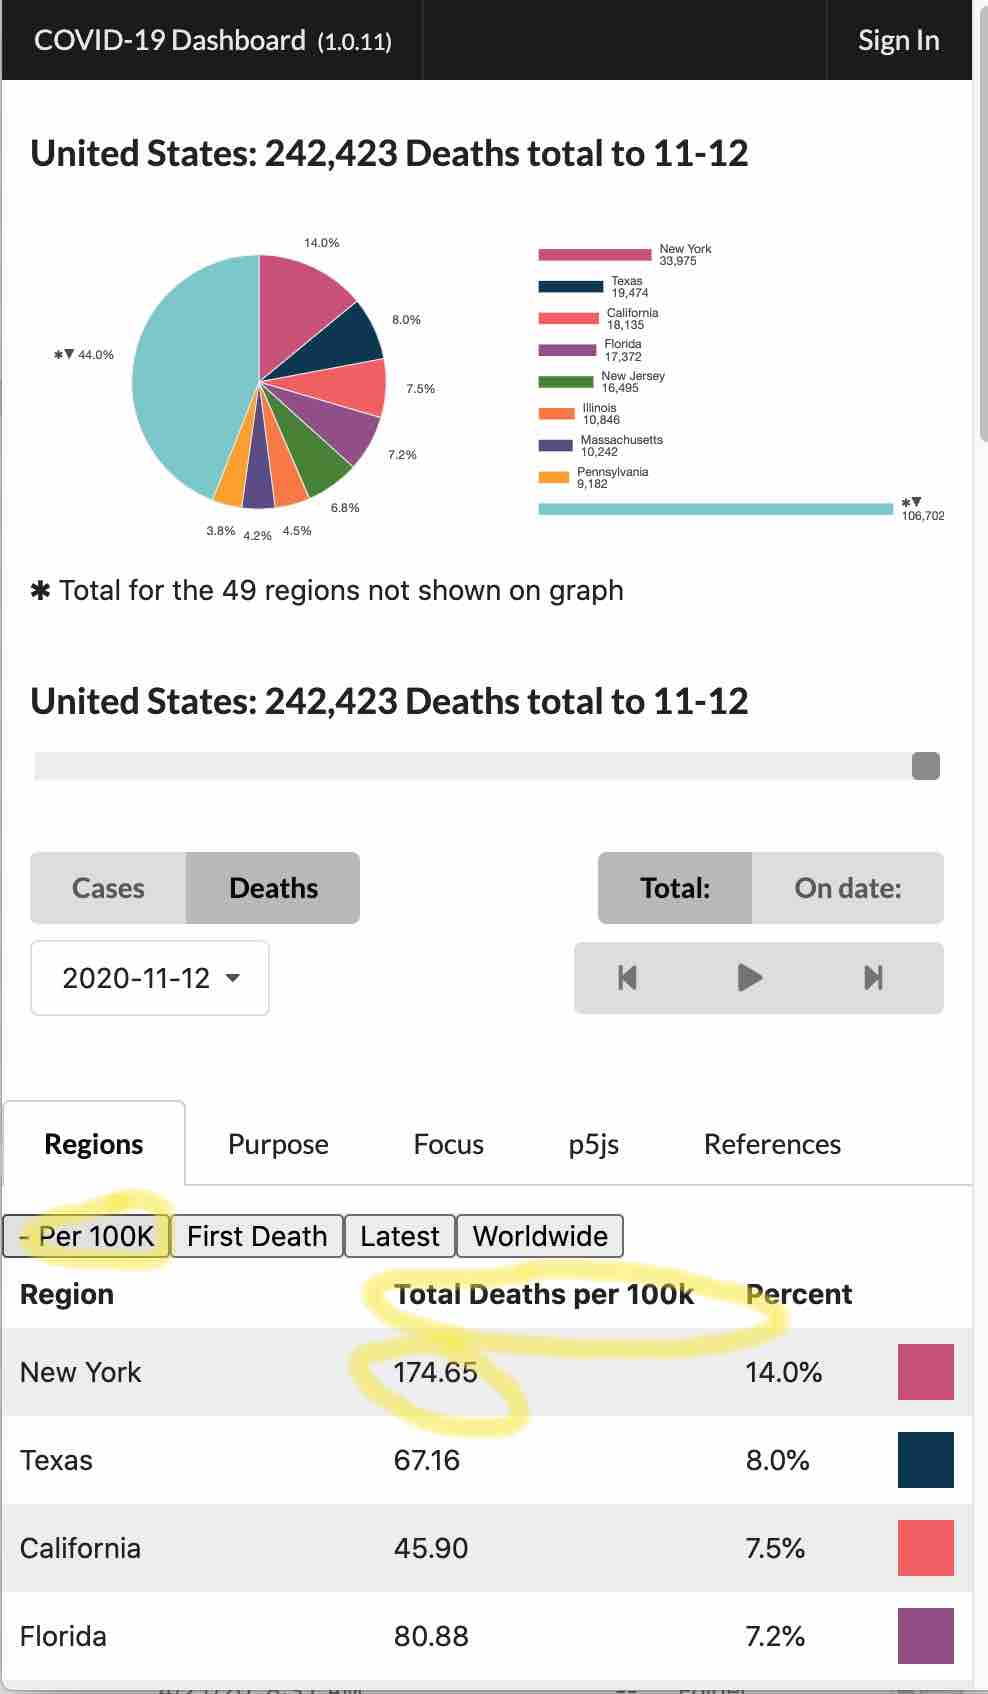 COVID-19 Dashboard (1.0.11) Sign In
United States: 242,423 Deaths total to 11-12
14.0%
8.0%
7.5%
7.2%
6.8%
4.5%
4.2%
3.8%
✱▼ 44.0%
New York
33,975
Texas
19,474
California
18,135
Florida
17,372
New Jersey
16,495
Illinois
10,846
Massachusetts
10,242
Pennsylvania
9,182
✱▼
106,702
✱ Total for the 49 regions not shown on graph
United States: 242,423 Deaths total to 11-12
Cases Deaths Total: On date:
2020-11-12
Regions Purpose Focus p5js References
- Per 100K First Death Latest Worldwide
Region Total Deaths per 100k Percent
New York 174.65 14.0%
Texas 67.16 8.0%
California 45.90 7.5%
Florida 80.88 7.2%